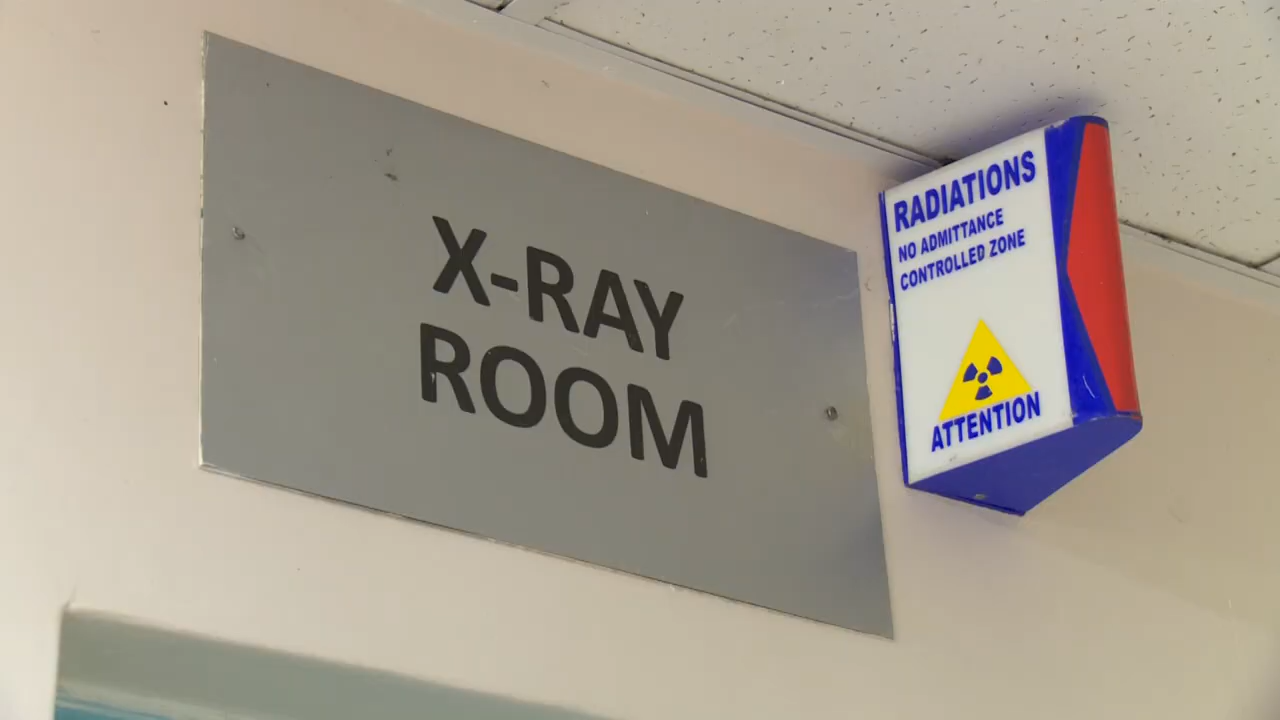 X-RAY
ROOM
RADIATIONS
NO ADMITTANCE
CONTROLLED ZONE
ATTENTION